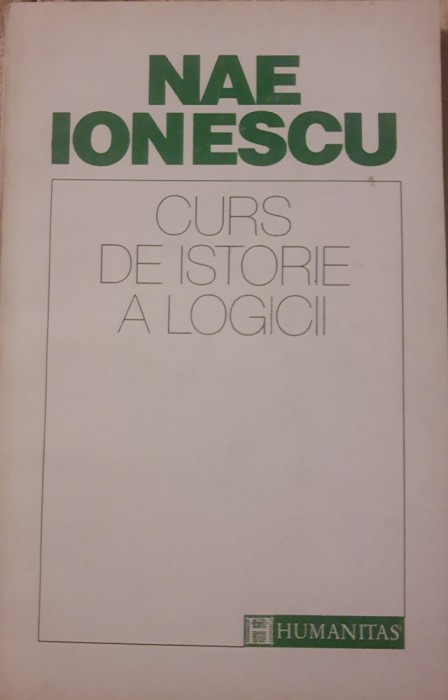 NAE
IONESCU
CURS
DE ISTORIE
A LOGICII
HUMANITAS